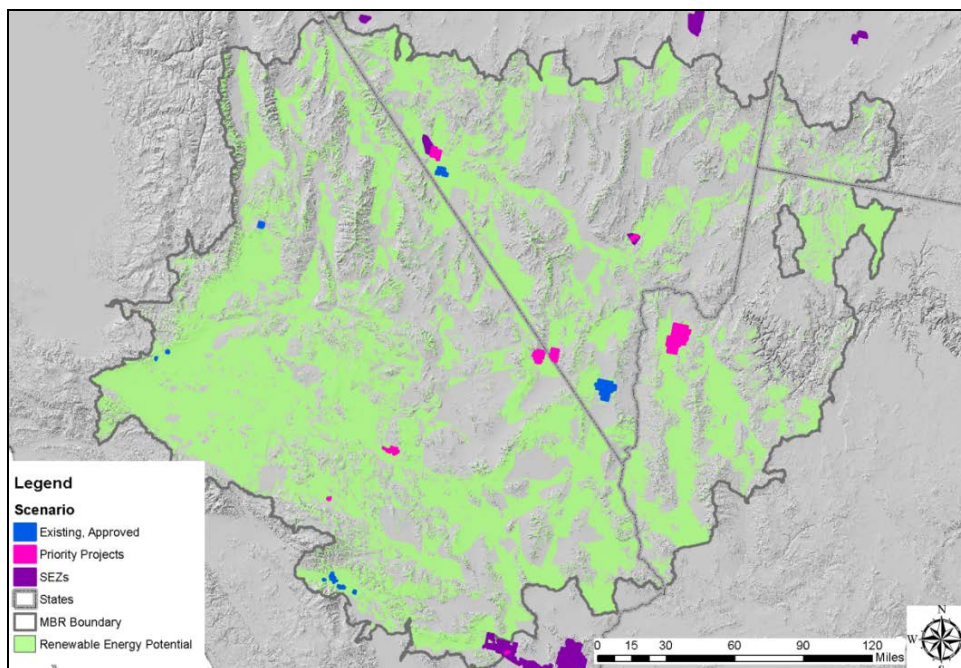 Legend
Scenario
Existing, Approved
Priority Projects
SEZs
States
MBR Boundary
Renewable Energy Potential
0 15 30 60 90 120
Miles
N
W E
S